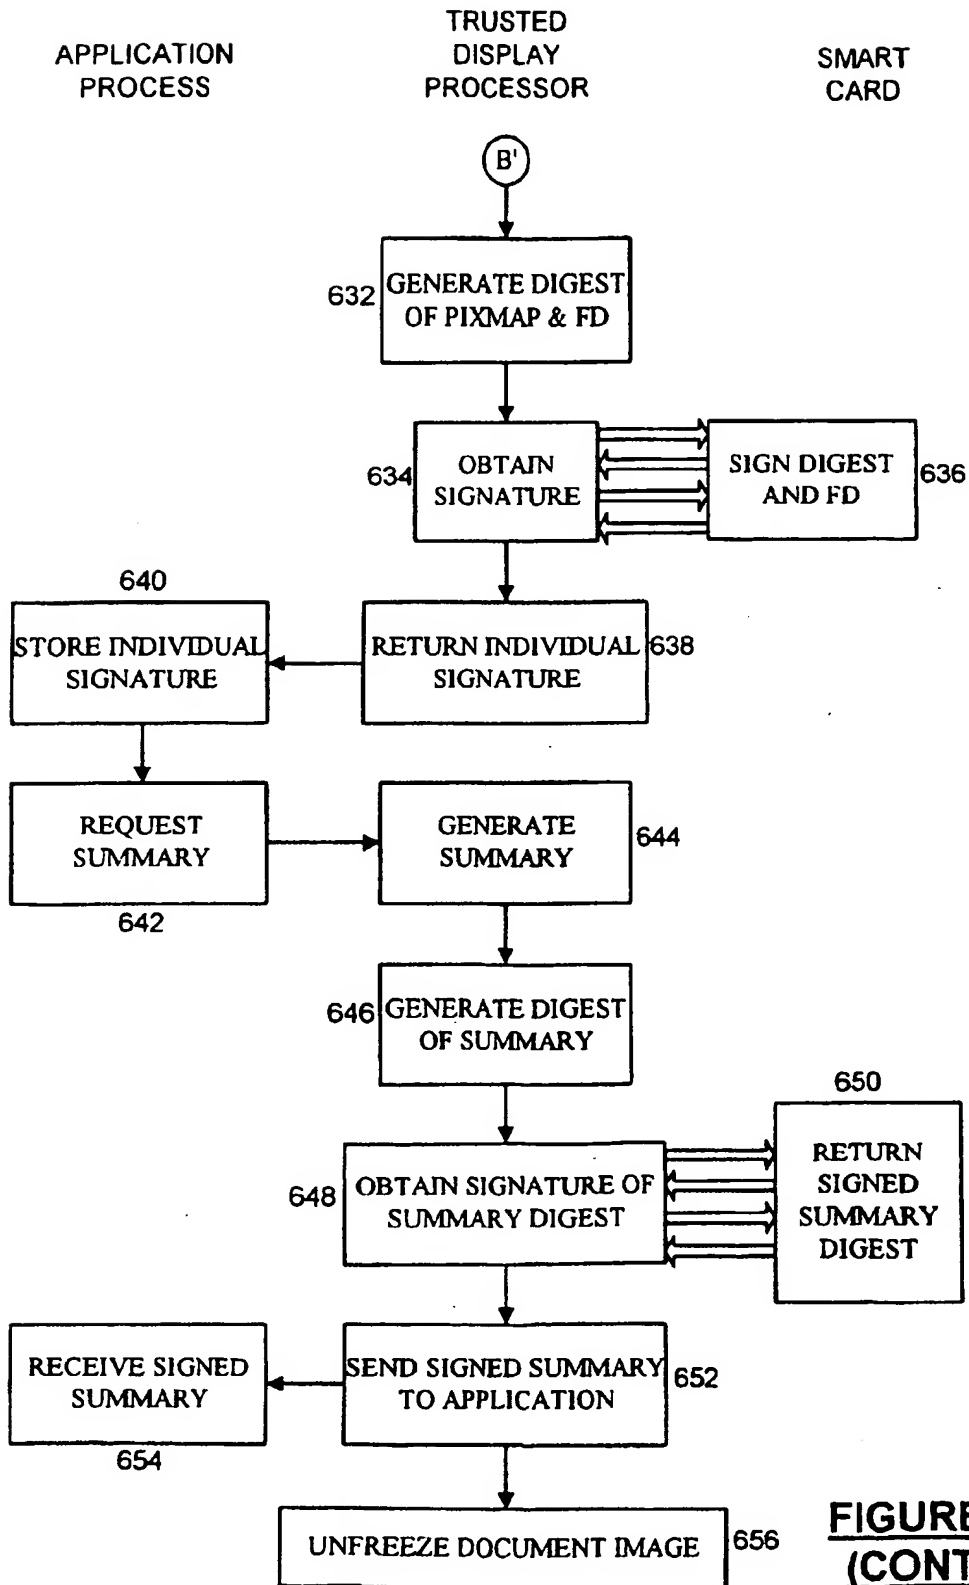 APPLICATION
PROCESS
TRUSTED
DISPLAY
PROCESSOR
SMART
CARD
B'
632
GENERATE DIGEST
OF PIXMAP & FD
634
OBTAIN
SIGNATURE
SIGN DIGEST
AND FD
636
640
STORE INDIVIDUAL
SIGNATURE
RETURN INDIVIDUAL
SIGNATURE
638
REQUEST
SUMMARY
642
GENERATE
SUMMARY
644
646
GENERATE DIGEST
OF SUMMARY
650
648
OBTAIN SIGNATURE OF
SUMMARY DIGEST
RETURN
SIGNED
SUMMARY
DIGEST
RECEIVE SIGNED
SUMMARY
654
SEND SIGNED SUMMARY
TO APPLICATION
652
UNFREEZE DOCUMENT IMAGE
656
FIGURE
(CONT